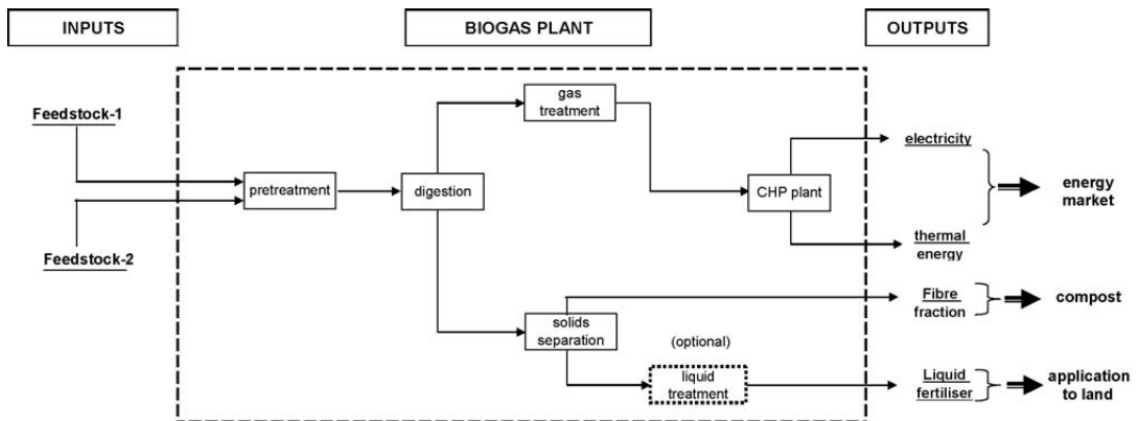 INPUTS
BIOGAS PLANT
OUTPUTS
Feedstock-1
Feedstock-2
pretreatment
digestion
gas
treatment
CHP plant
electricity
thermal
energy
energy
market
solids
separation
Fibre
fraction
compost
(optional)
liquid
treatment
Liquid
fertiliser
application
to land